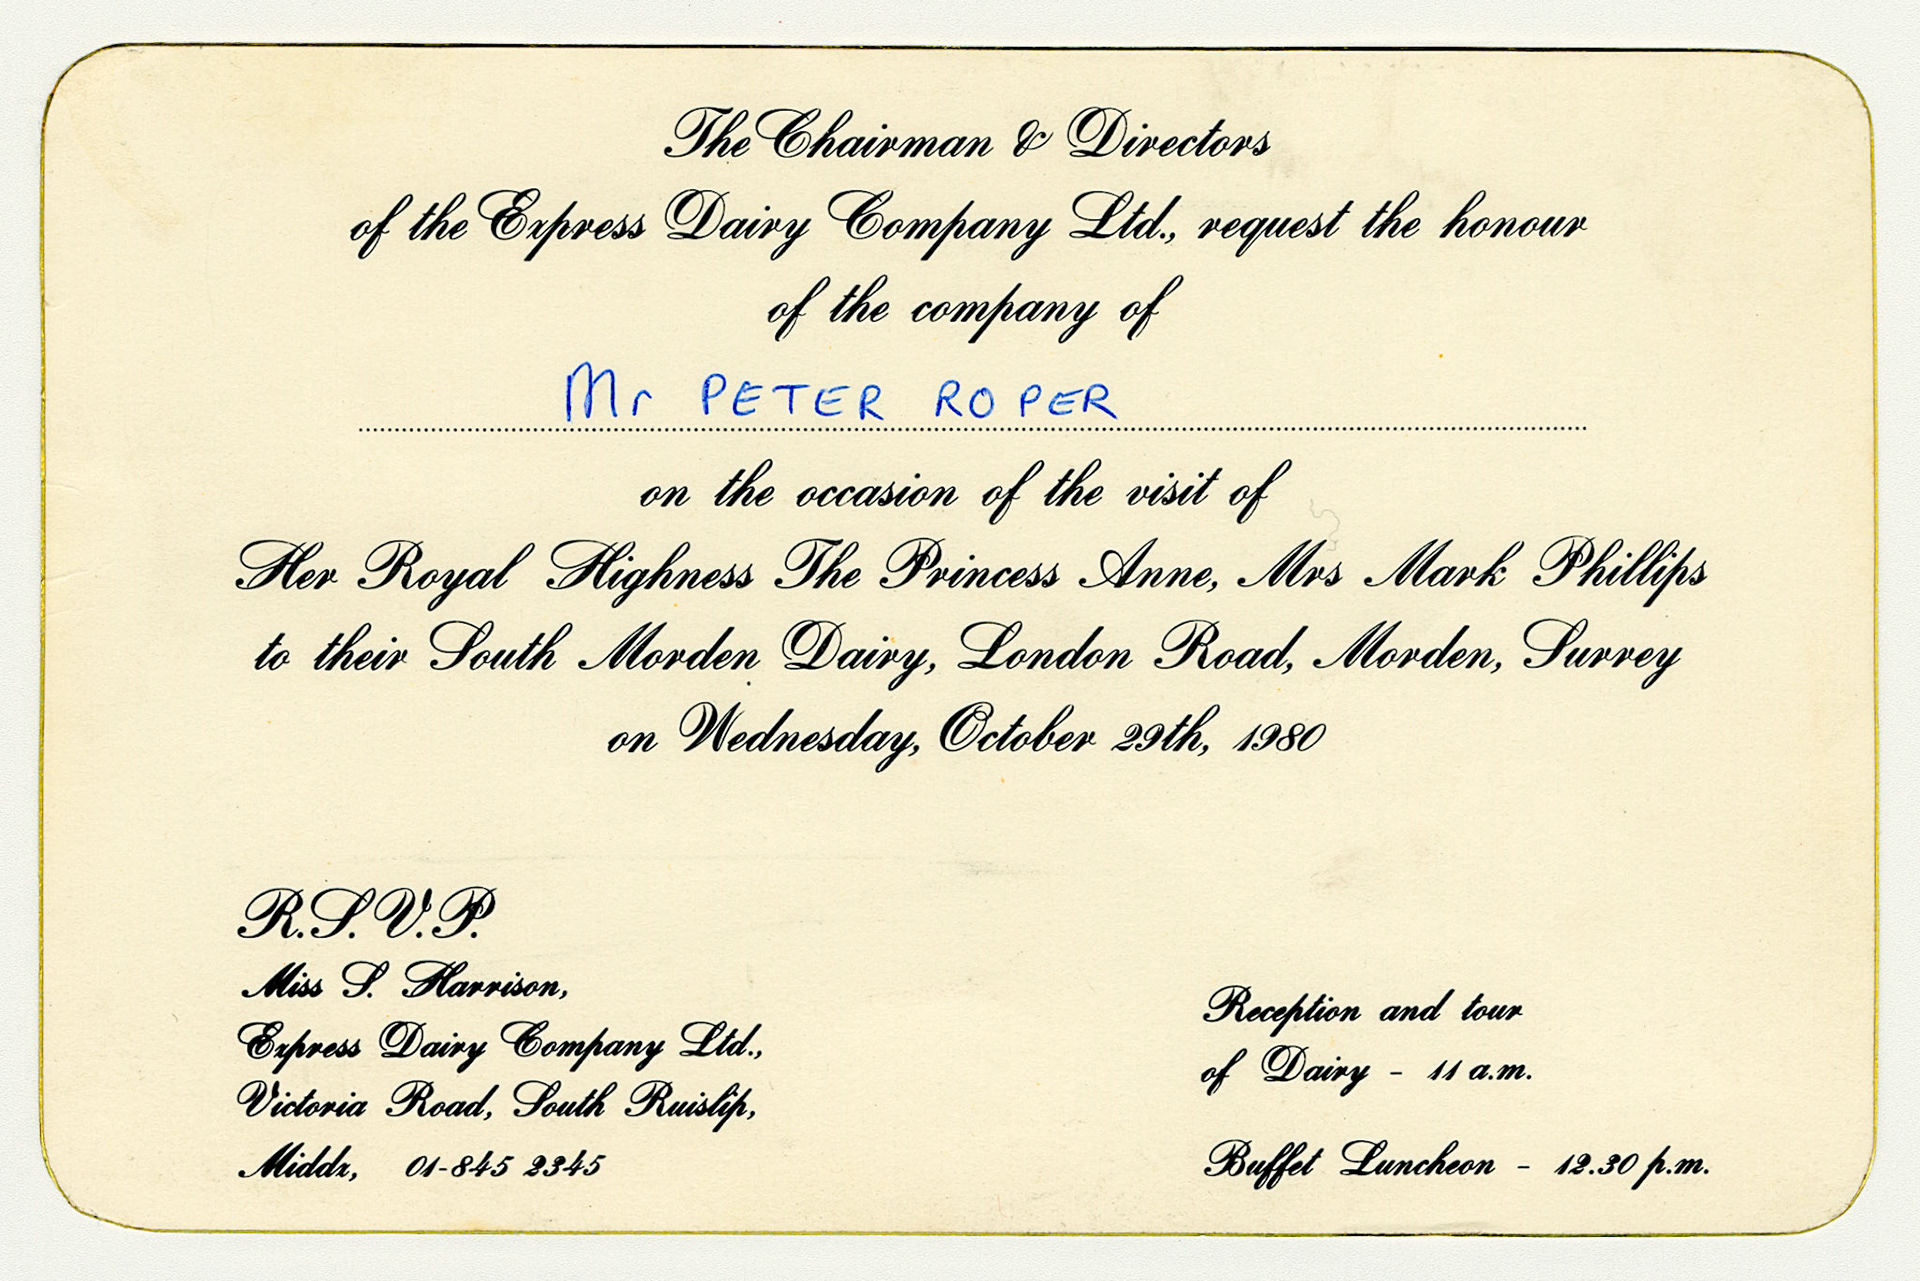 The Chairman & Directors
of the Express Dairy Company Ltd., request the honour
of the company of
Mr PETER ROPER
on the occasion of the visit of
Her Royal Highness The Princess Anne, Mrs Mark Phillips
to their South Morden Dairy, London Road, Morden, Surrey
on Wednesday, October 29th, 1980
R.S.V.P.
Miss S. Harrison,
Express Dairy Company Ltd.,
Victoria Road, South Ruislip,
Middx, 01-845 2345
Reception and tour
of Dairy - 11 a.m.
Buffet Luncheon - 12.30 p.m.